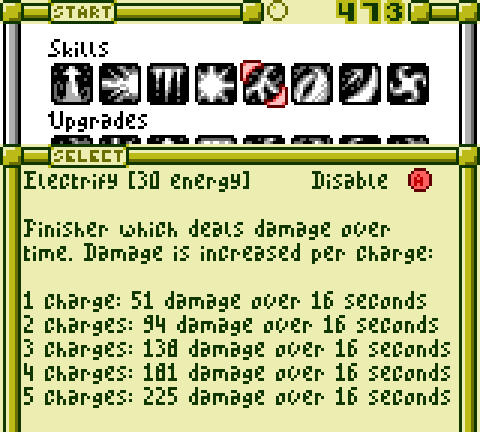 START
473
Skills
Upgrades
SELECT
Electrify [30 energy] Disable A
Finisher which deals damage over
time. Damage is increased per charge:
1 charge: 51 damage over 16 seconds
2 charges: 94 damage over 16 seconds
3 charges: 138 damage over 16 seconds
4 charges: 181 damage over 16 seconds
5 charges: 225 damage over 16 seconds